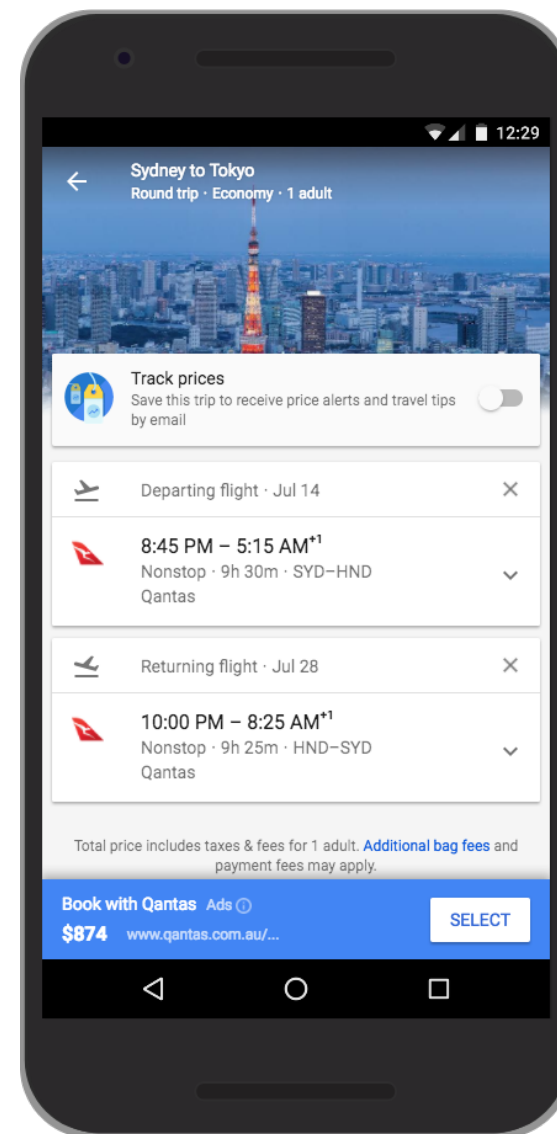 12:29
Sydney to Tokyo
Round trip · Economy · 1 adult
Track prices
Save this trip to receive price alerts and travel tips
by email
Departing flight · Jul 14
8:45 PM – 5:15 AM+1
Nonstop · 9h 30m · SYD–HND
Qantas
Returning flight · Jul 28
10:00 PM – 8:25 AM+1
Nonstop · 9h 25m · HND–SYD
Qantas
Total price includes taxes & fees for 1 adult. Additional bag fees and
payment fees may apply.
Book with Qantas Ads
$874 www.qantas.com.au/...
SELECT